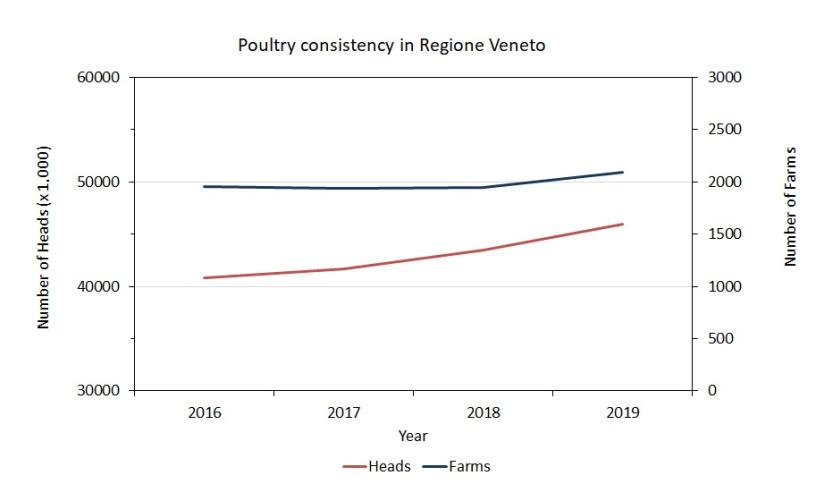 Poultry consistency in Regione Veneto
60000
50000
40000
30000
3000
2500
2000
1500
1000
500
0
Number of Heads (x 1,000)
Number of Farms
2016 2017 2018 2019
Year
Heads Farms